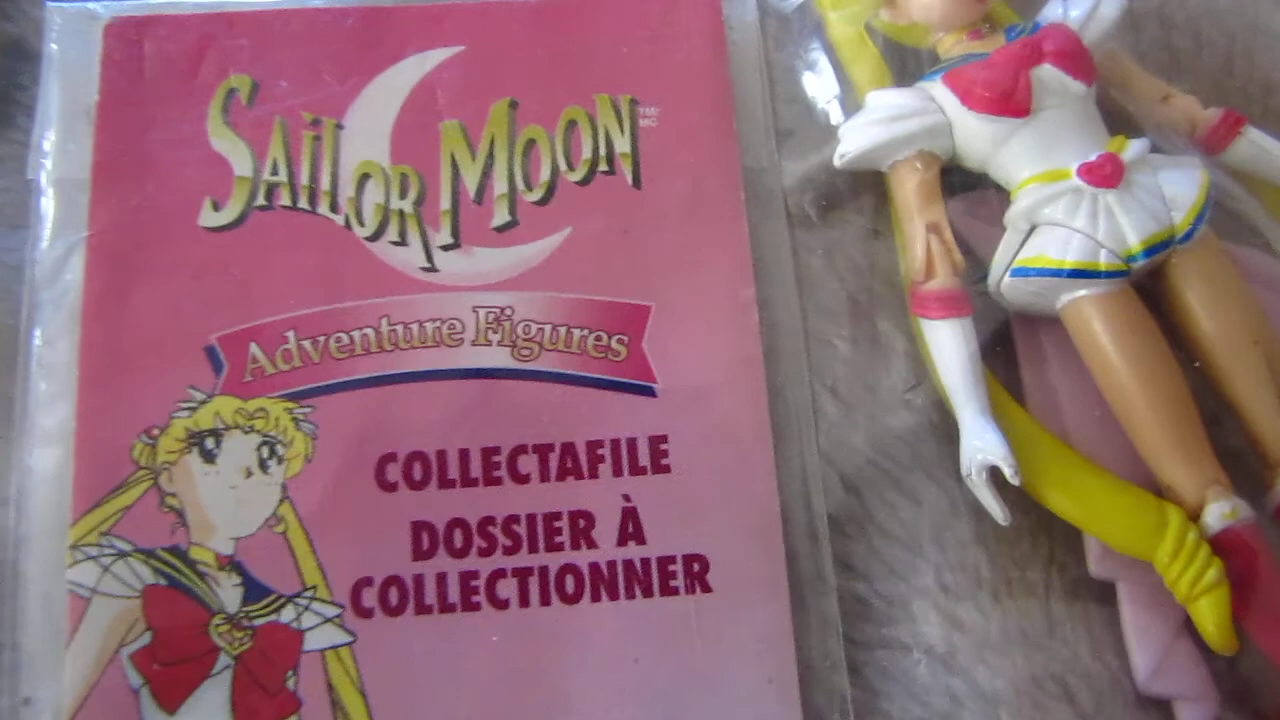 SAILOR MOON TM/MC
Adventure Figures
COLLECTAFILE
DOSSIER À
COLLECTIONNER